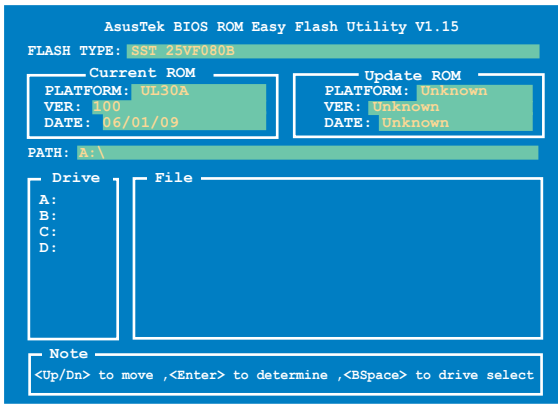 AsusTek BIOS ROM Easy Flash Utility V1.15
FLASH TYPE: SST 25VF080B
Current ROM
PLATFORM: UL30A
VER: 100
DATE: 06/01/09
Update ROM
PLATFORM: Unknown
VER: Unknown
DATE: Unknown
PATH: A:\
Drive
A:
B:
C:
D:
File
Note
<Up/Dn> to move ,<Enter> to determine ,<BSpace> to drive select